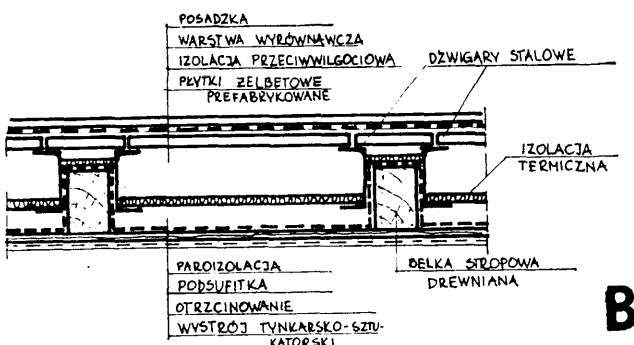 POSADZKA
WARSTWA WYRÓWNAWCZA
IZOLACJA PRZECIWWILGOCIOWA
PŁYTKI ŻELBETOWE
PREFABRYKOWANE
DŹWIGARY STALOWE
IZOLACJA
TERMICZNA
PAROIZOLACJA
PODSUFITKA
OTRZCINOWANIE
WYSTRÓJ TYNKARSKO-SZTU-
KATORSKI
BELKA STROPOWA
DREWNIANA
B